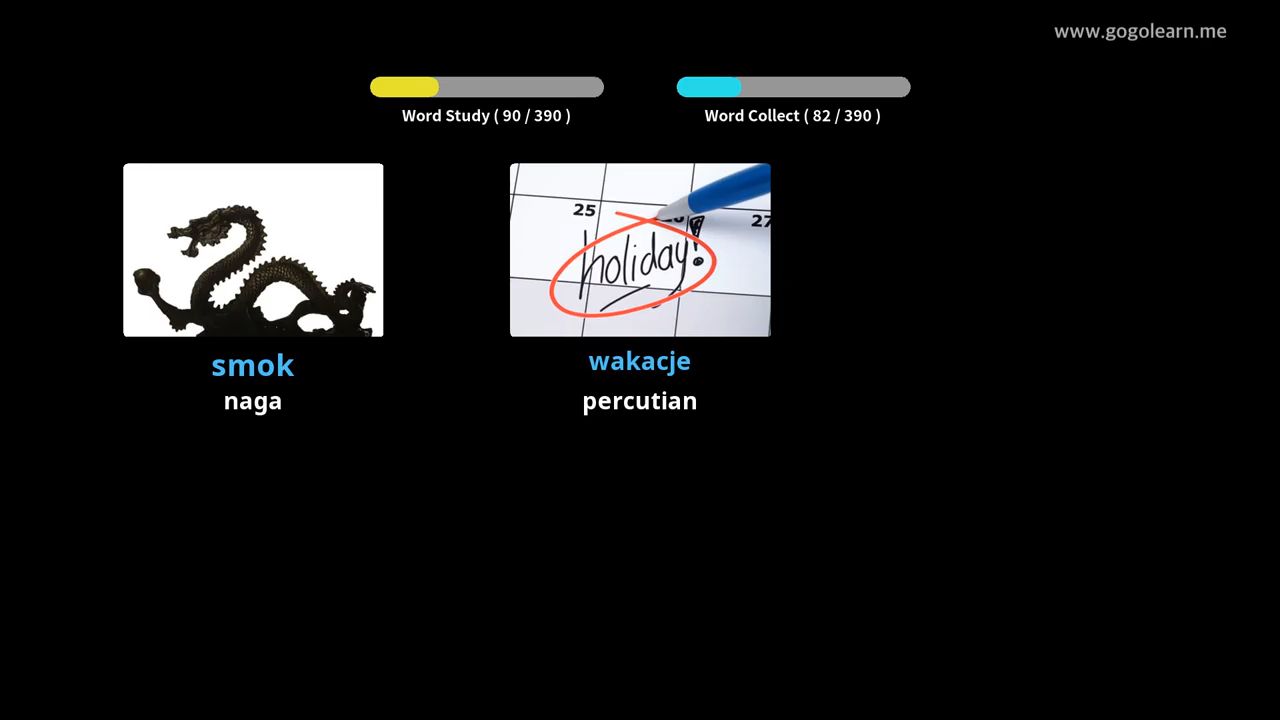 www.gogolearn.me
Word Study ( 90 / 390 )
Word Collect ( 82 / 390 )
25
27
holiday!
smok
wakacje
naga
percutian